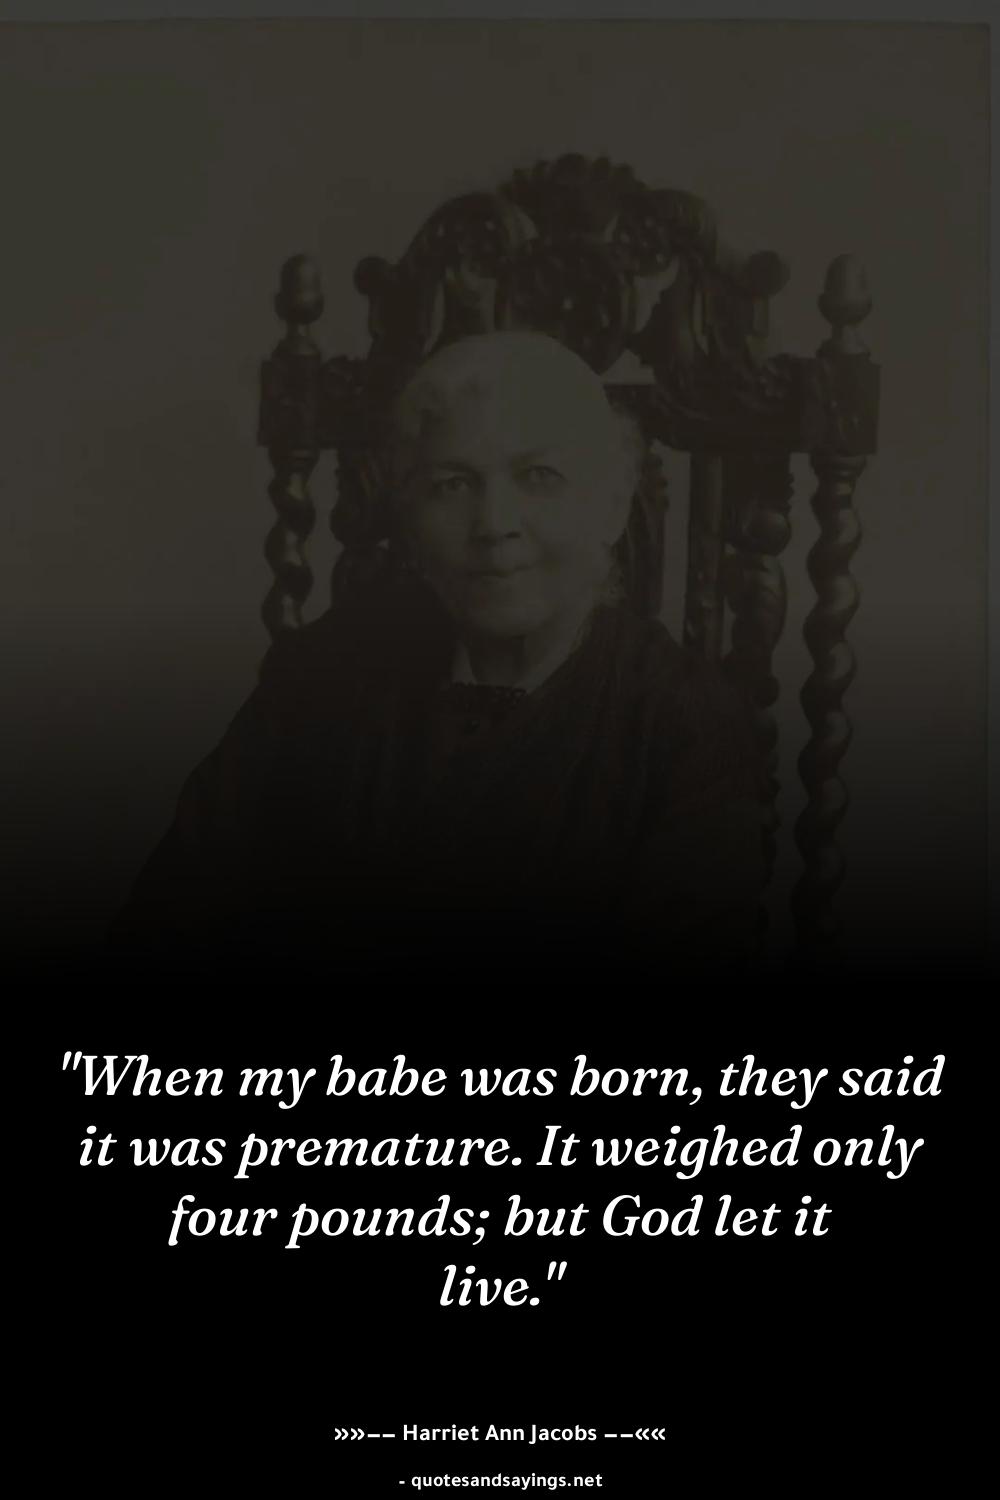 "When my babe was born, they said
it was premature. It weighed only
four pounds; but God let it
live."
»»−− Harriet Ann Jacobs −−««
- quotesandsayings.net